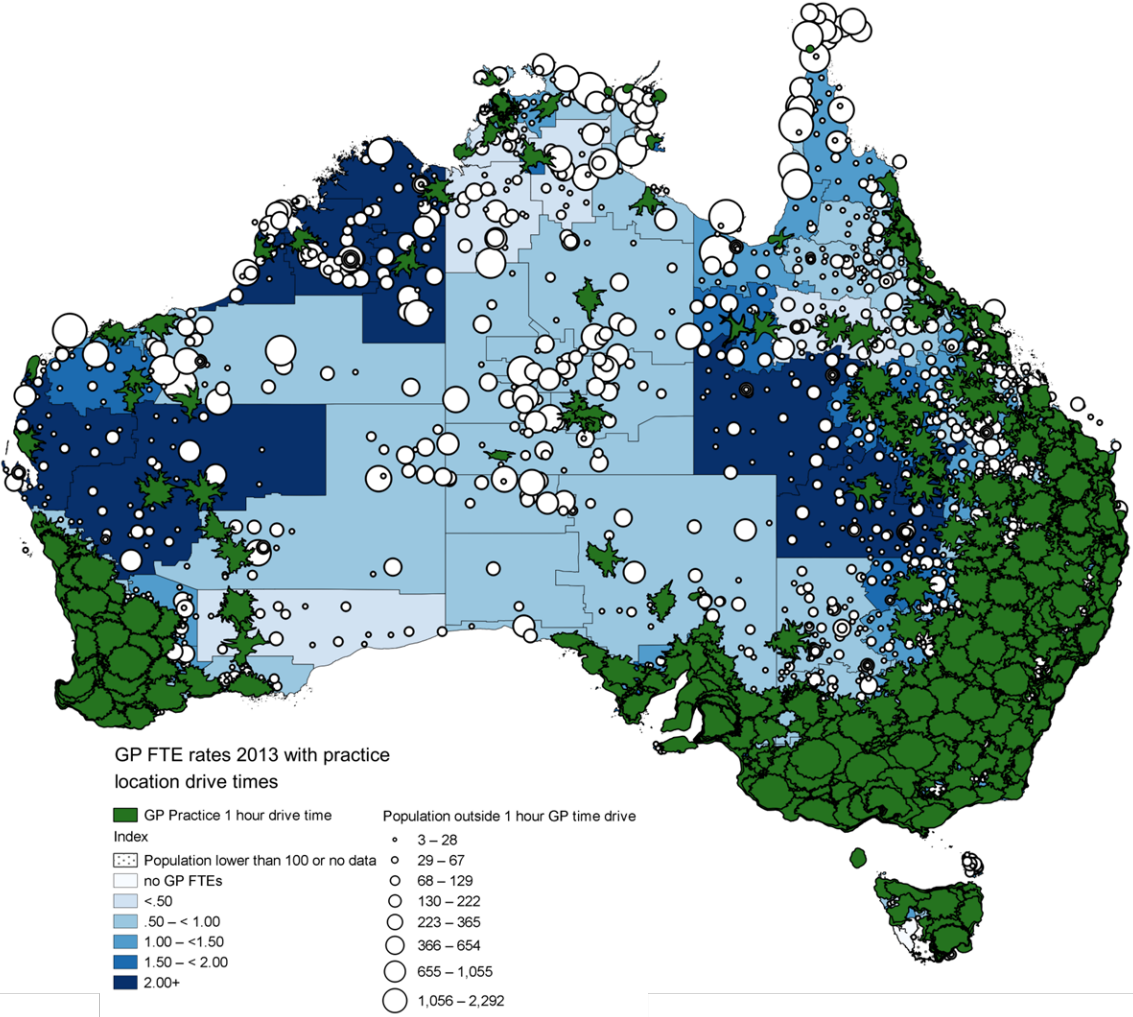 GP FTE rates 2013 with practice
location drive times
GP Practice 1 hour drive time
Index
Population lower than 100 or no data
no GP FTEs
<.50
.50 – < 1.00
1.00 – <1.50
1.50 – < 2.00
2.00+
Population outside 1 hour GP time drive
3 – 28
29 – 67
68 – 129
130 – 222
223 – 365
366 – 654
655 – 1,055
1,056 – 2,292